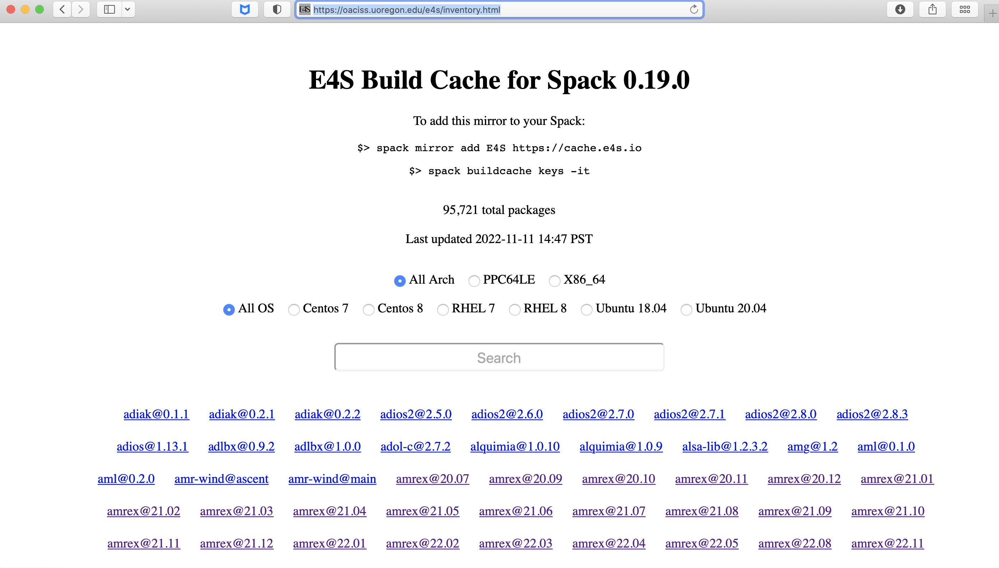 E4S https://oaciss.uoregon.edu/e4s/inventory.html
E4S Build Cache for Spack 0.19.0
To add this mirror to your Spack:
$> spack mirror add E4S https://cache.e4s.io
$> spack buildcache keys -it
95,721 total packages
Last updated 2022-11-11 14:47 PST
All Arch PPC64LE X86_64
All OS Centos 7 Centos 8 RHEL 7 RHEL 8 Ubuntu 18.04 Ubuntu 20.04
Search
adiak@0.1.1 adiak@0.2.1 adiak@0.2.2 adios2@2.5.0 adios2@2.6.0 adios2@2.7.0 adios2@2.7.1 adios2@2.8.0 adios2@2.8.3
adios@1.13.1 adlbx@0.9.2 adlbx@1.0.0 adol-c@2.7.2 alquimia@1.0.10 alquimia@1.0.9 alsa-lib@1.2.3.2 amg@1.2 aml@0.1.0
aml@0.2.0 amr-wind@ascent amr-wind@main amrex@20.07 amrex@20.09 amrex@20.10 amrex@20.11 amrex@20.12 amrex@21.01
amrex@21.02 amrex@21.03 amrex@21.04 amrex@21.05 amrex@21.06 amrex@21.07 amrex@21.08 amrex@21.09 amrex@21.10
amrex@21.11 amrex@21.12 amrex@22.01 amrex@22.02 amrex@22.03 amrex@22.04 amrex@22.05 amrex@22.08 amrex@22.11